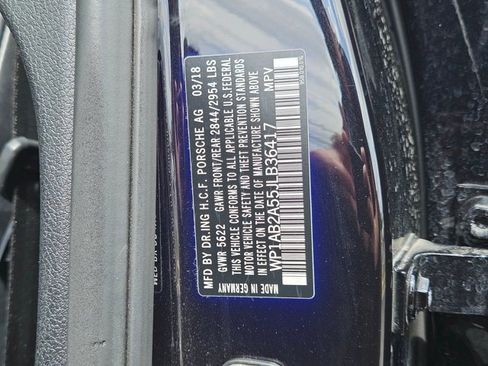 MFD BY DR.ING H.C.F. PORSCHE AG 03/18
GVWR 5622 GAWR FRONT/REAR 2844/2954 LBS
THIS VEHICLE CONFORMS TO ALL APPLICABLE U.S.FEDERAL
MOTOR VEHICLE SAFETY AND THEFT PREVENTION STANDARDS
IN EFFECT ON THE DATE OF MANUFACTURE SHOWN ABOVE
WP1AB2A55JLB36417 MPV
MADE IN GERMANY